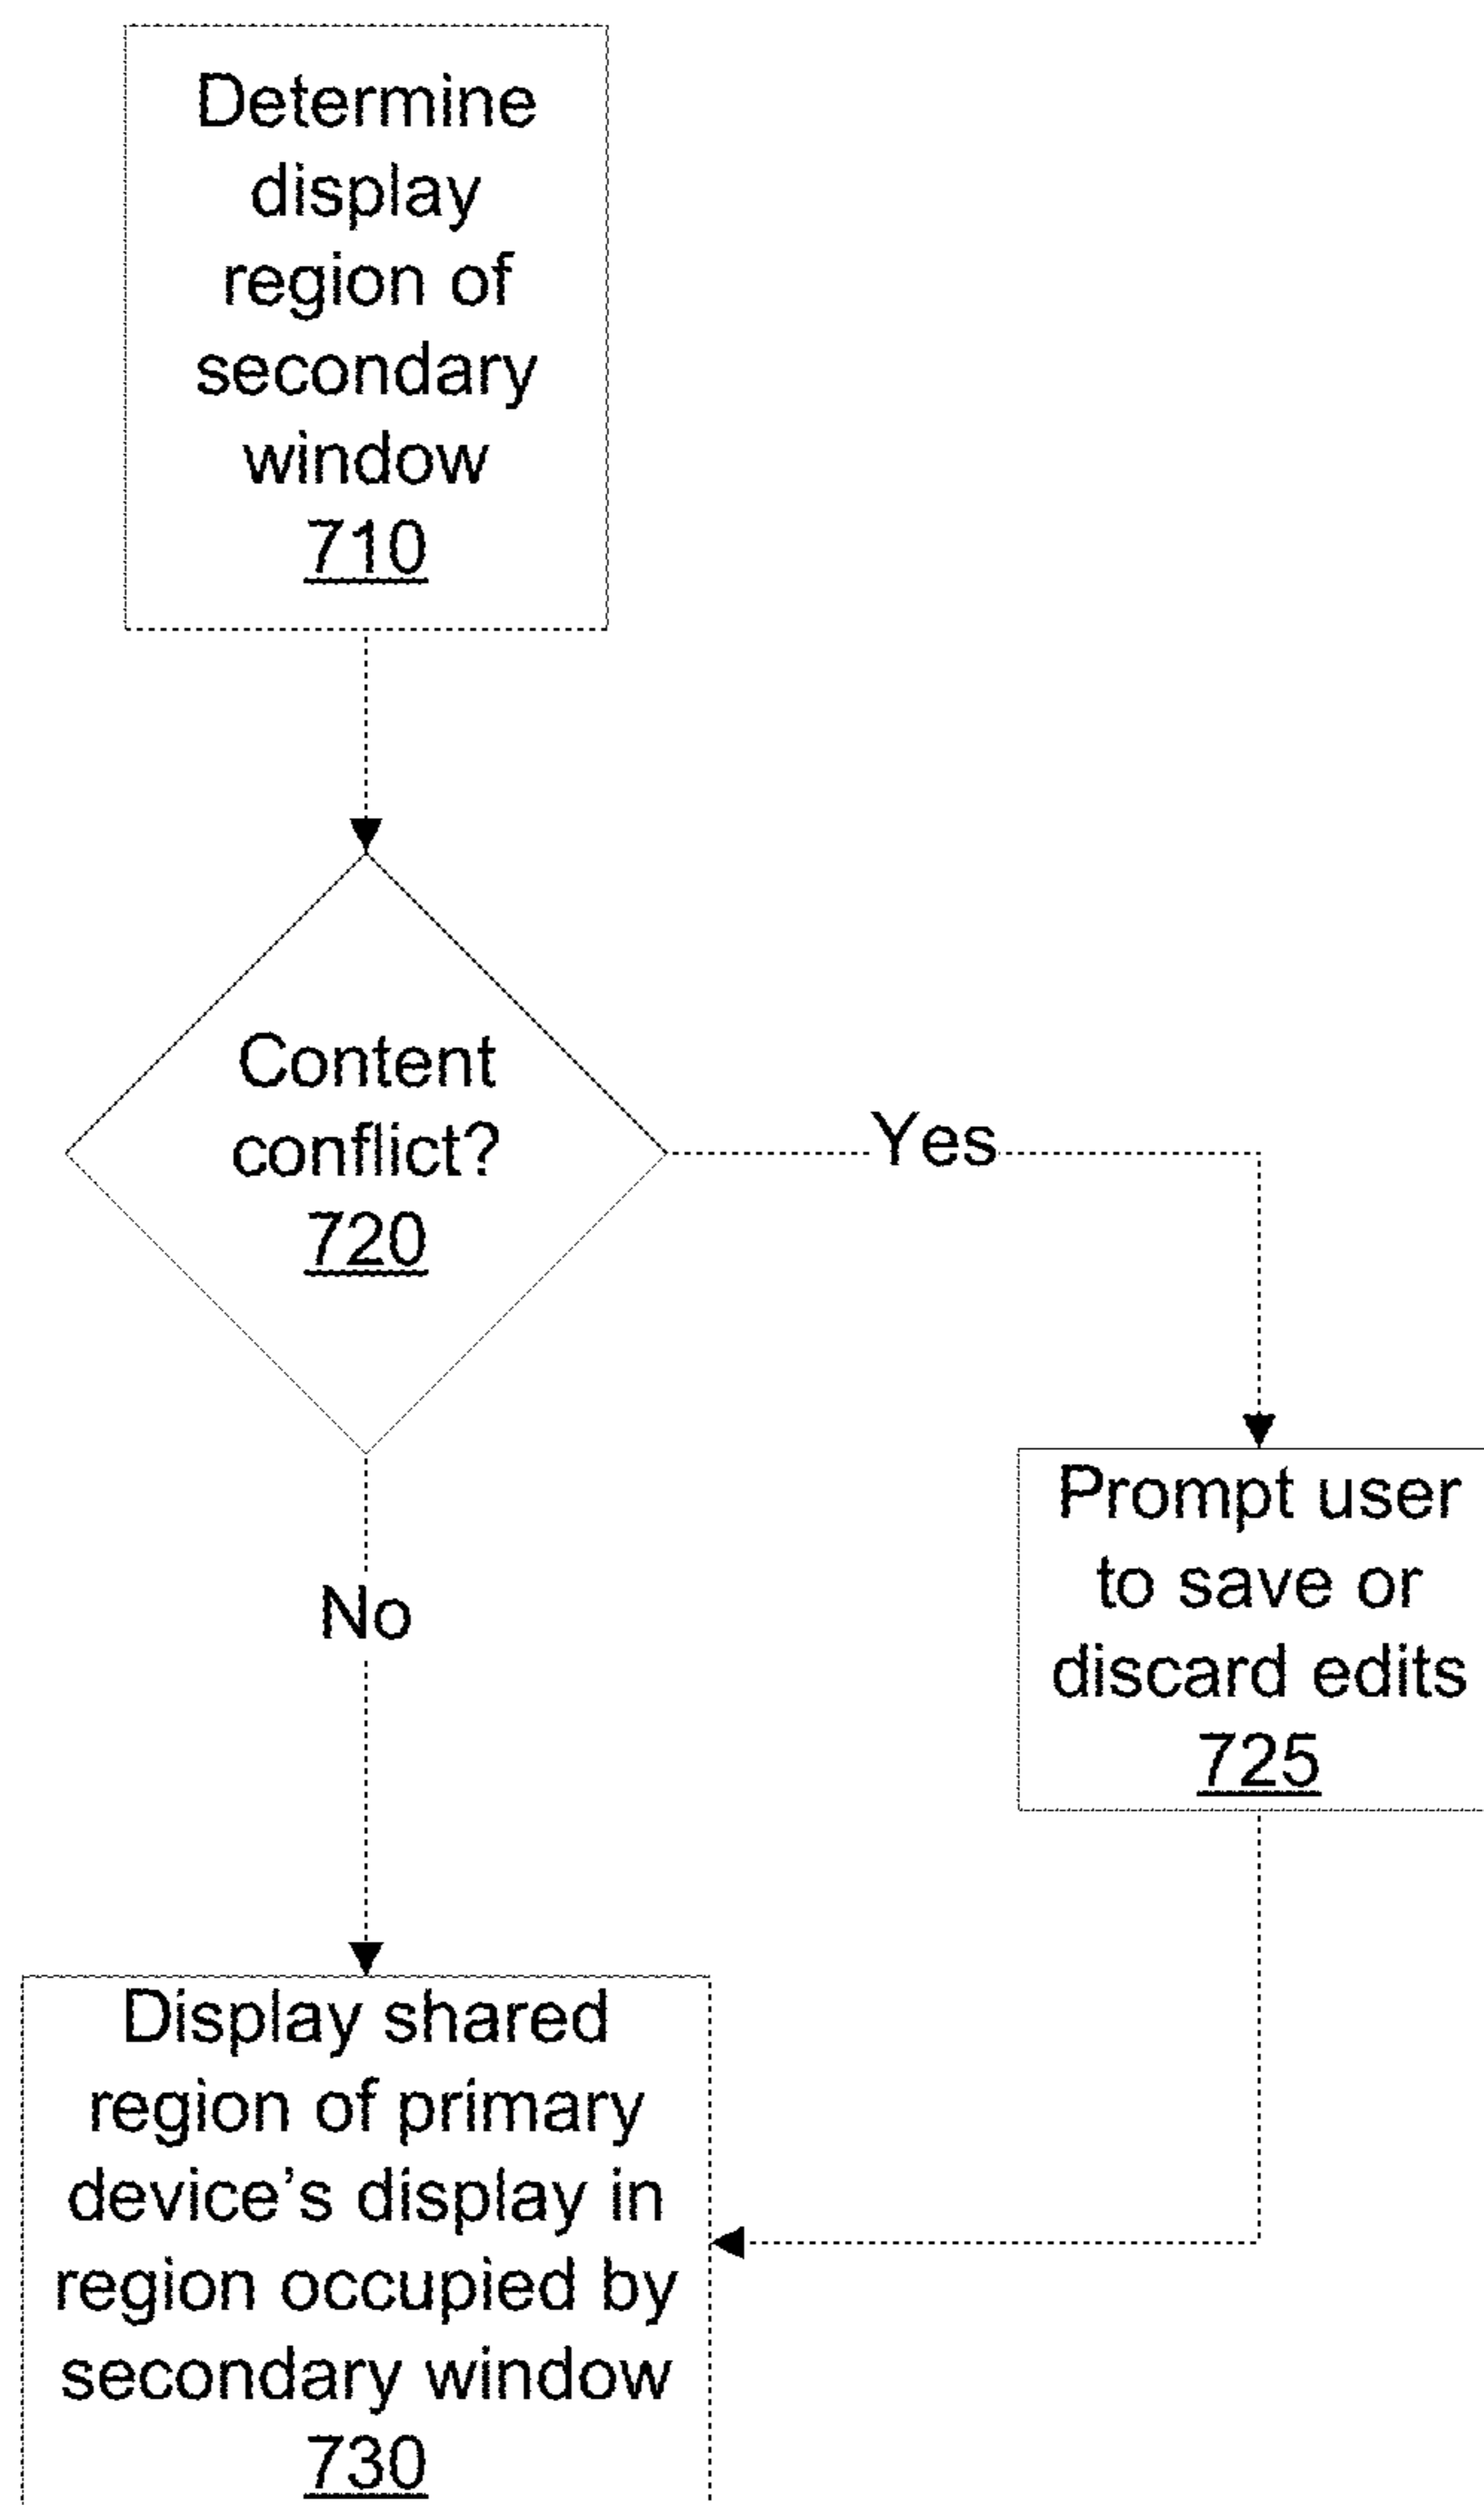 Determine
display
region of
secondary
window
710
Content
conflict?
720
Yes
No
Prompt user
to save or
discard edits
725
Display shared
region of primary
device’s display in
region occupied by
secondary window
730